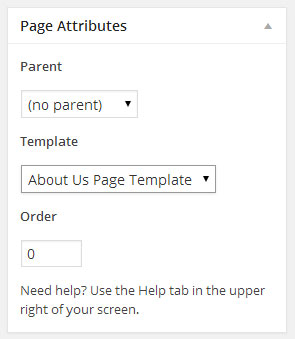 Page Attributes
Parent
(no parent)
Template
About Us Page Template
Order
0
Need help? Use the Help tab in the upper
right of your screen.